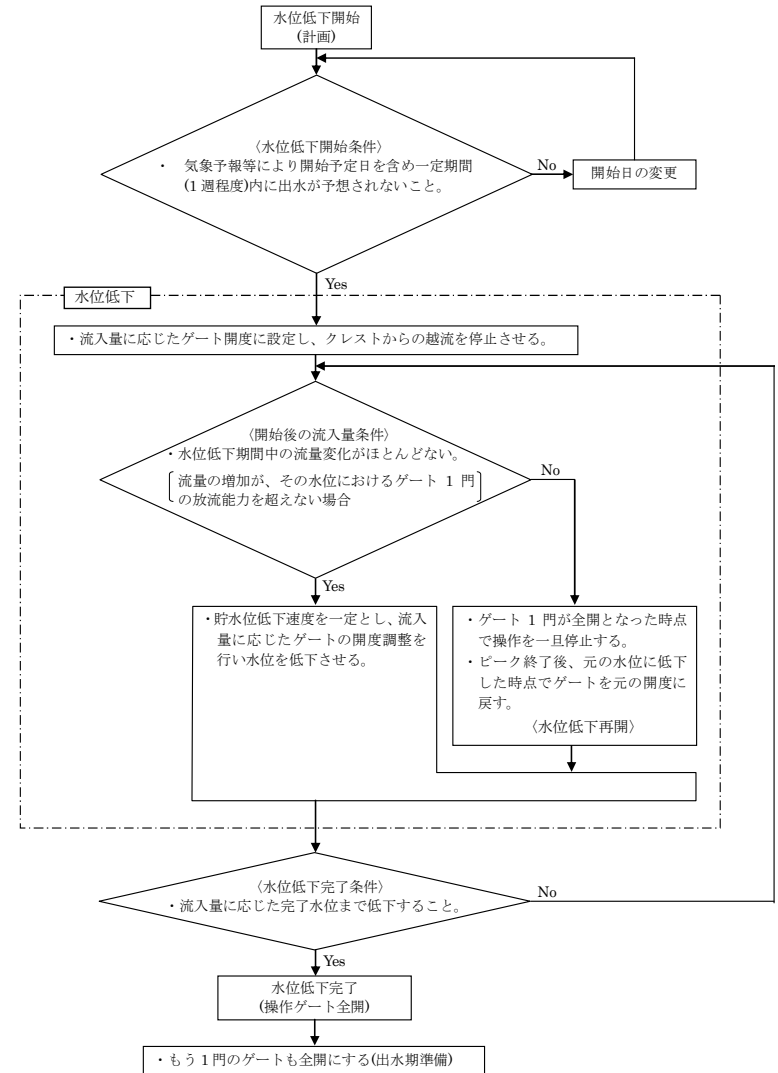 水位低下開始
(計画)
〈水位低下開始条件〉
・ 気象予報等により開始予定日を含め一定期間
(1 週程度)内に出水が予想されないこと。
No
開始日の変更
Yes
水位低下
・流入量に応じたゲート開度に設定し、クレストからの越流を停止させる。
〈開始後の流入量条件〉
・水位低下期間中の流量変化がほとんどない。
流量の増加が、その水位におけるゲート 1 門
の放流能力を超えない場合
No
Yes
・貯水位低下速度を一定とし、流入
量に応じたゲートの開度調整を
行い水位を低下させる。
・ゲート 1 門が全開となった時点
で操作を一旦停止する。
・ピーク終了後、元の水位に低下
した時点でゲートを元の開度に
戻す。
〈水位低下再開〉
〈水位低下完了条件〉
・流入量に応じた完了水位まで低下すること。
No
Yes
水位低下完了
(操作ゲート全開)
・もう 1 門のゲートも全開にする(出水期準備)